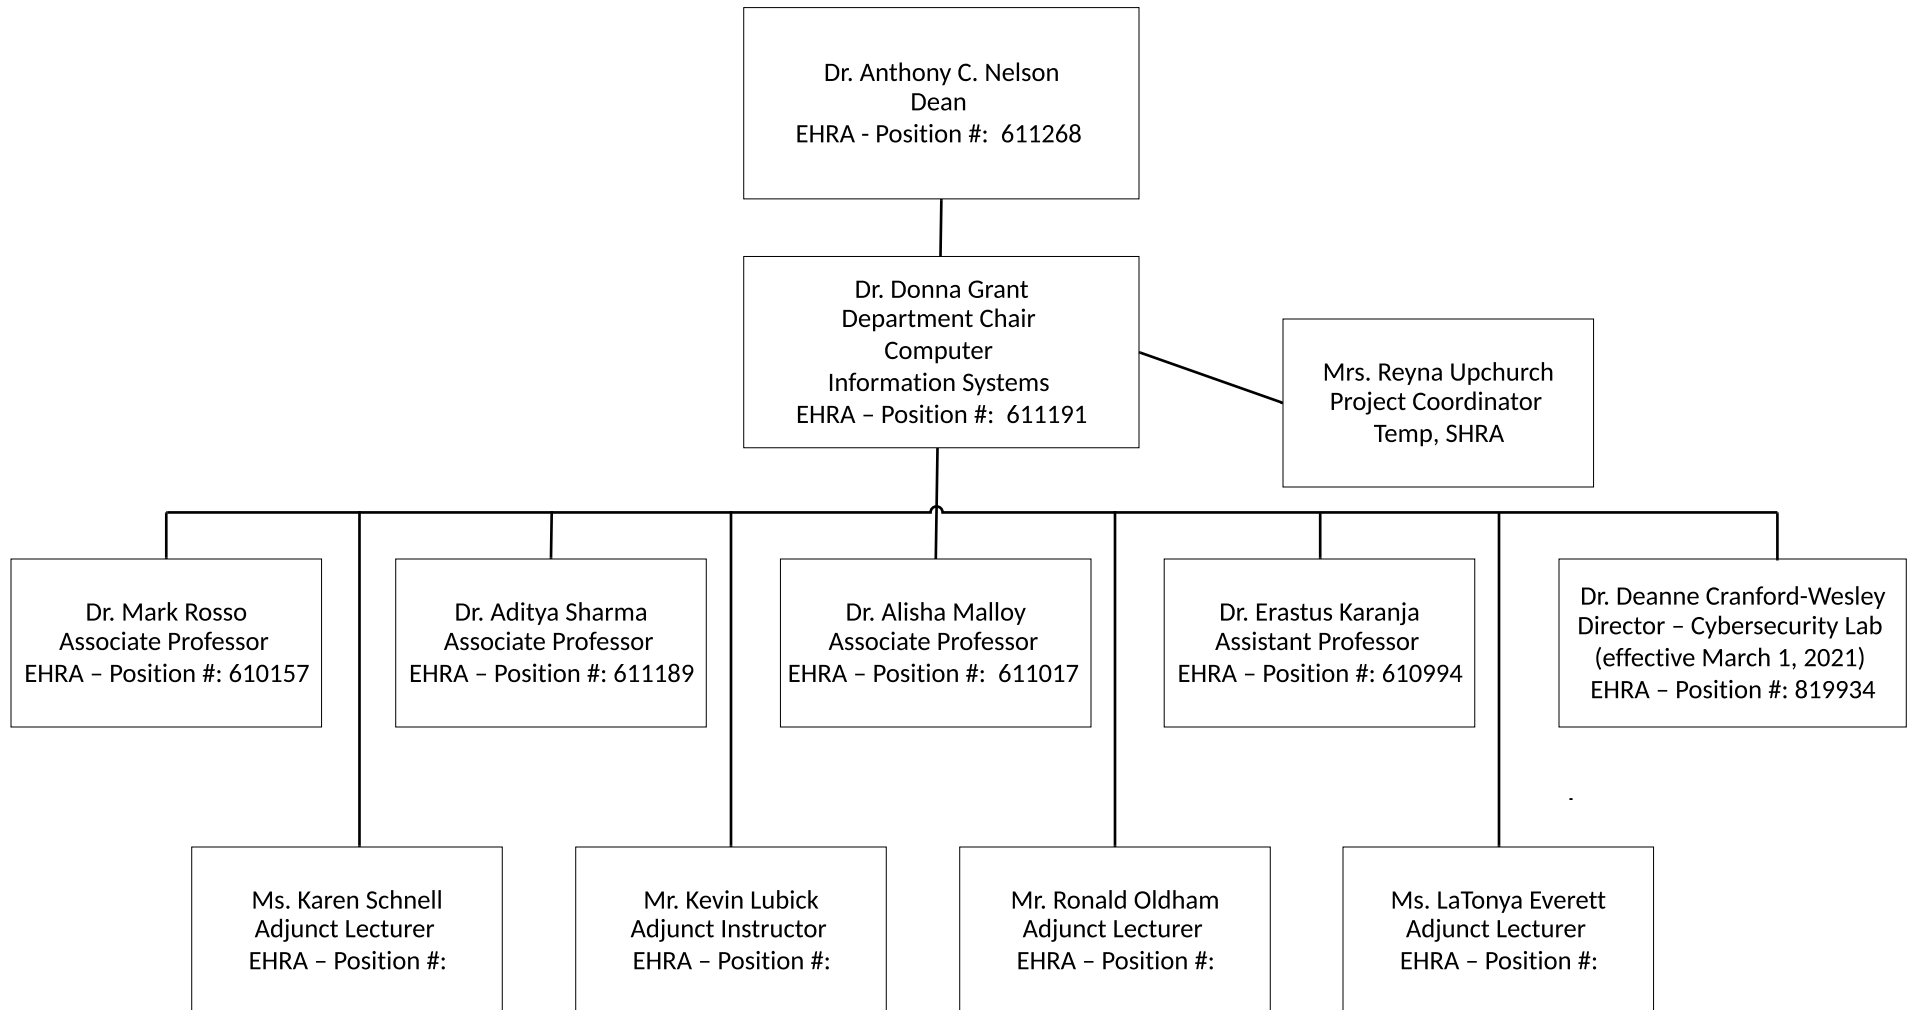 Dr. Anthony C. Nelson
Dean
EHRA - Position #:  611268
Dr. Donna Grant
Department Chair
Computer
Information Systems
EHRA – Position #:  611191
Mrs. Reyna Upchurch
Project Coordinator
Temp, SHRA
Dr. Mark Rosso
Associate Professor
EHRA – Position #: 610157
Dr. Aditya Sharma
Associate Professor
EHRA – Position #: 611189
Dr. Alisha Malloy
Associate Professor
EHRA – Position #:  611017
Dr. Erastus Karanja
Assistant Professor
EHRA – Position #: 610994
Dr. Deanne Cranford-Wesley
Director – Cybersecurity Lab
(effective March 1, 2021)
EHRA – Position #: 819934
-
Ms. Karen Schnell
Adjunct Lecturer
EHRA – Position #:
Mr. Kevin Lubick
Adjunct Instructor
EHRA – Position #:
Mr. Ronald Oldham
Adjunct Lecturer
EHRA – Position #:
Ms. LaTonya Everett
Adjunct Lecturer
EHRA – Position #: